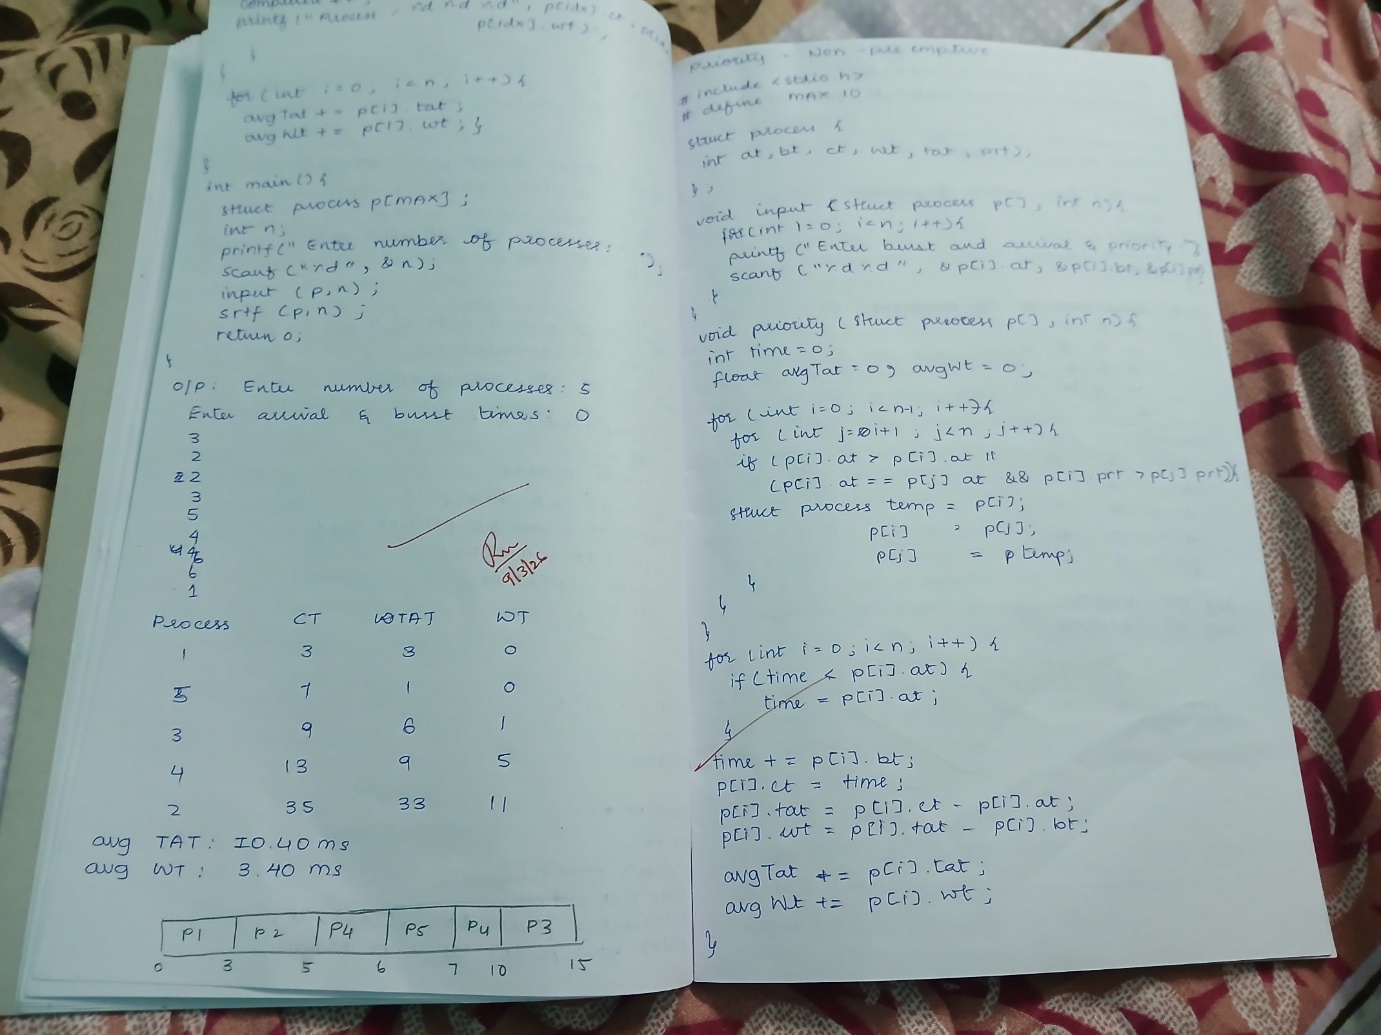 printf("Process : %d %d %d", p[idx].ct,
p[idx].wt);
}
}
for(int i=0, i<n, i++){
avgTat += p[i].tat;
avgWt += p[i].wt; }
}
int main(){
struct process p[MAX];
int n;
printf("Enter number of processes: ");
scanf("%d", &n);
input (p,n);
srtf (p,n);
return 0;
}
O/P: Enter number of processes: 5
Enter arrival & burst times: 0
3
2
2
3
5
4
6
1
Process CT TAT WT
1 3 3 0
5 7 1 0
3 9 6 1
4 13 9 5
2 35 33 11
avg TAT: 10.40 ms
avg WT: 3.40 ms
P1 P2 P4 P5 P4 P3
0 3 5 6 7 10 15
9/3/26
Priority - Non-pre emptive
# include <stdio h>
# define MAX 10
struct process {
int at, bt, ct, wt, tat, prt);
};
void input (struct process p[], int n){
for(int i=0; i<n; i++){
printf ("Enter burst and arrival & priority ");
scanf ("%d %d", &p[i].at, &p[i].bt, &p[i].prt)
}
}
void priority (struct process p[], int n){
int time=0;
float avgTat = 0, avgWt = 0;
for (int i=0; i<n-1; i++){
for (int j=i+1; j<n; j++){
if (p[i].at > p[i].at ||
(p[i].at == p[j].at && p[i].prt > p[j].prt)){
struct process temp = p[i];
p[i] = p[j];
p[j] = p temp;
}
}
}
for (int i=0; i<n; i++) {
if (time < p[i].at) {
time = p[i].at;
}
time += p[i].bt;
p[i].ct = time;
p[i].tat = p[i].ct - p[i].at;
p[i].wt = p[i].tat - p[i].bt;
avgTat += p[i].tat;
avg Wt += p[i].wt;
}